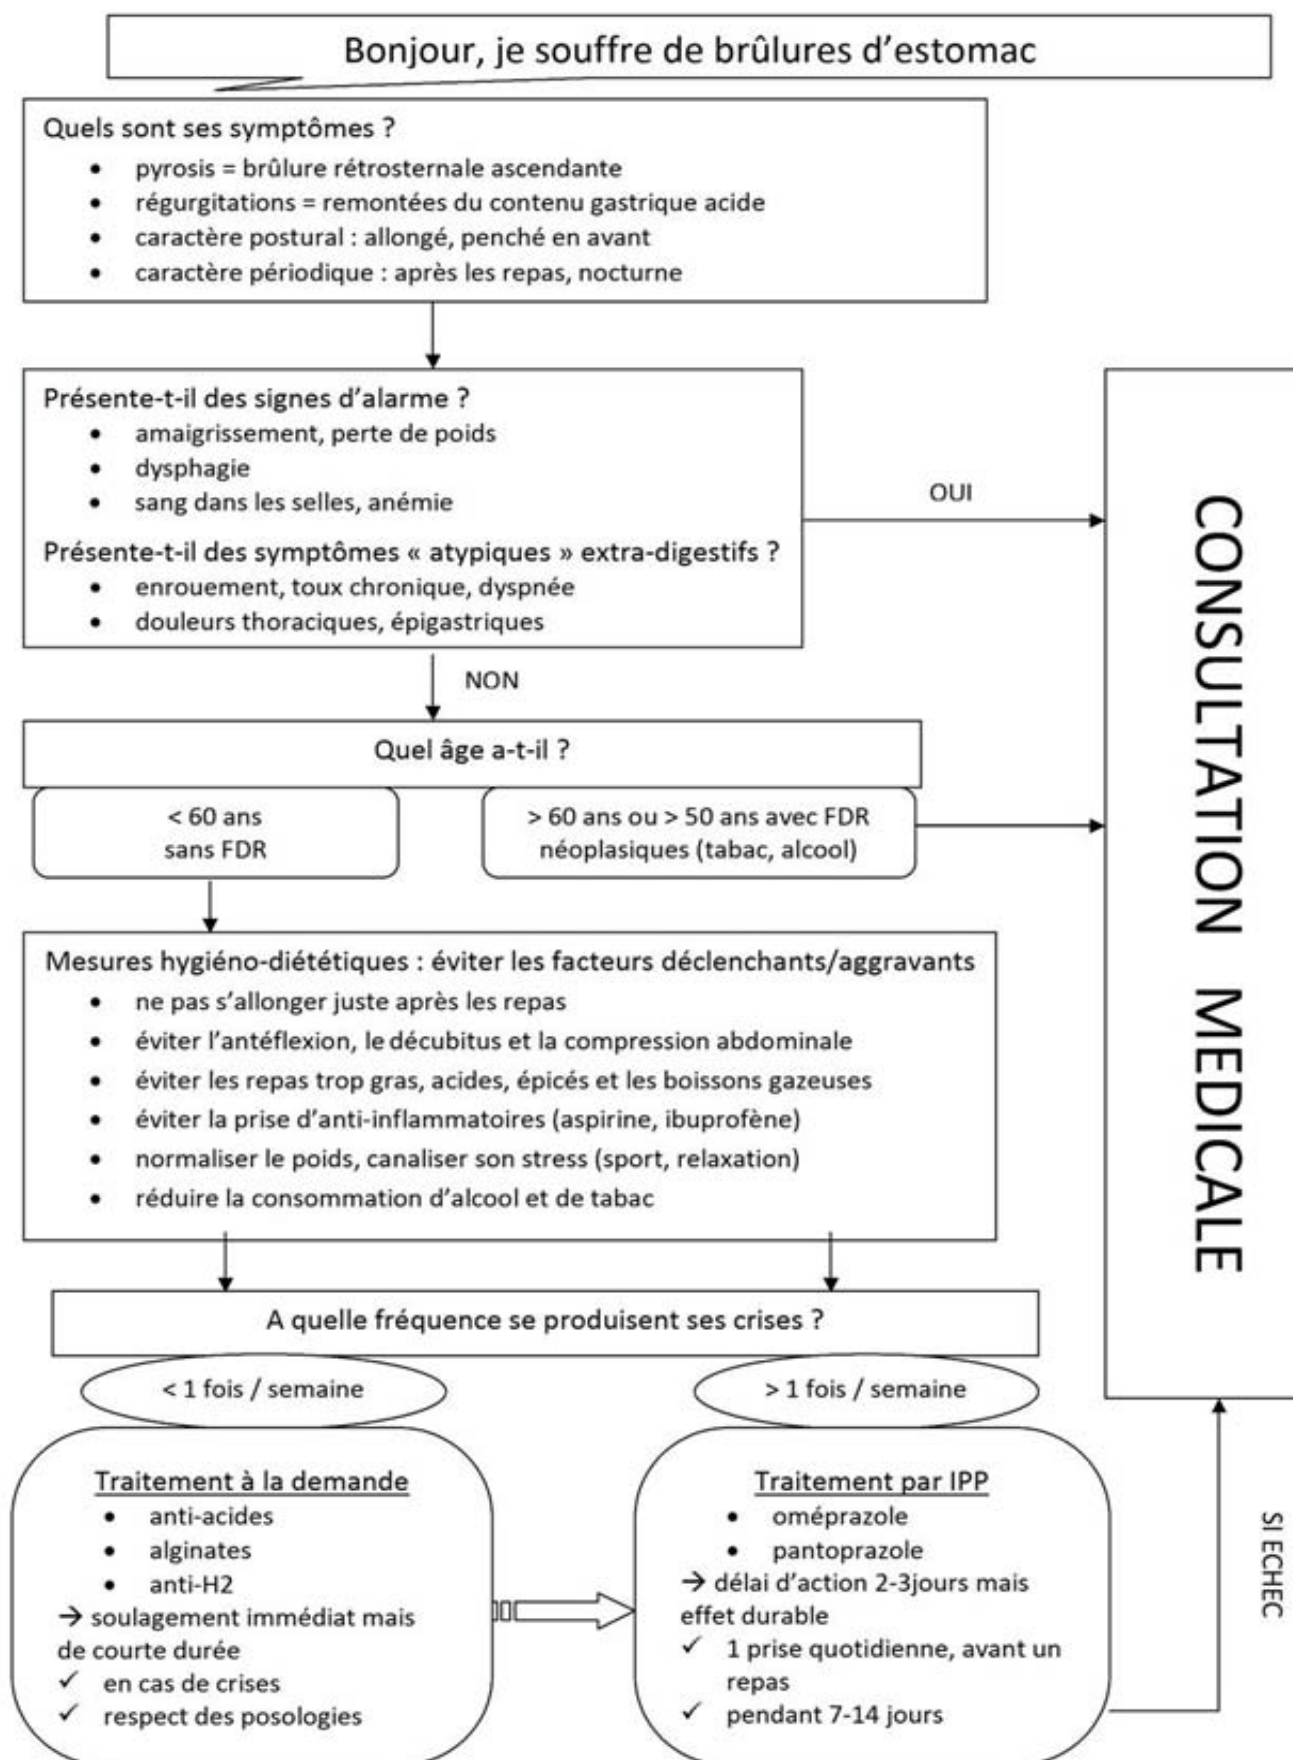 Bonjour, je souffre de brûlures d'estomac
Quels sont ses symptômes ?
• pyrosis = brûlure rétrosternale ascendante
• régurgitations = remontées du contenu gastrique acide
• caractère postural : allongé, penché en avant
• caractère périodique : après les repas, nocturne
Présente-t-il des signes d'alarme ?
• amaigrissement, perte de poids
• dysphagie
• sang dans les selles, anémie
Présente-t-il des symptômes « atypiques » extra-digestifs ?
• enrouement, toux chronique, dyspnée
• douleurs thoraciques, épigastriques
OUI
NON
CONSULTATION MEDICALE
Quel âge a-t-il ?
< 60 ans
sans FDR
> 60 ans ou > 50 ans avec FDR
néoplasiques (tabac, alcool)
Mesures hygiéno-diététiques : éviter les facteurs déclenchants/aggravants
• ne pas s'allonger juste après les repas
• éviter l'antéflexion, le décubitus et la compression abdominale
• éviter les repas trop gras, acides, épicés et les boissons gazeuses
• éviter la prise d'anti-inflammatoires (aspirine, ibuprofène)
• normaliser le poids, canaliser son stress (sport, relaxation)
• réduire la consommation d'alcool et de tabac
A quelle fréquence se produisent ses crises ?
< 1 fois / semaine
> 1 fois / semaine
Traitement à la demande
• anti-acides
• alginates
• anti-H2
→ soulagement immédiat mais
de courte durée
✓ en cas de crises
✓ respect des posologies
Traitement par IPP
• oméprazole
• pantoprazole
→ délai d'action 2-3jours mais
effet durable
✓ 1 prise quotidienne, avant un
repas
✓ pendant 7-14 jours
SI ECHEC